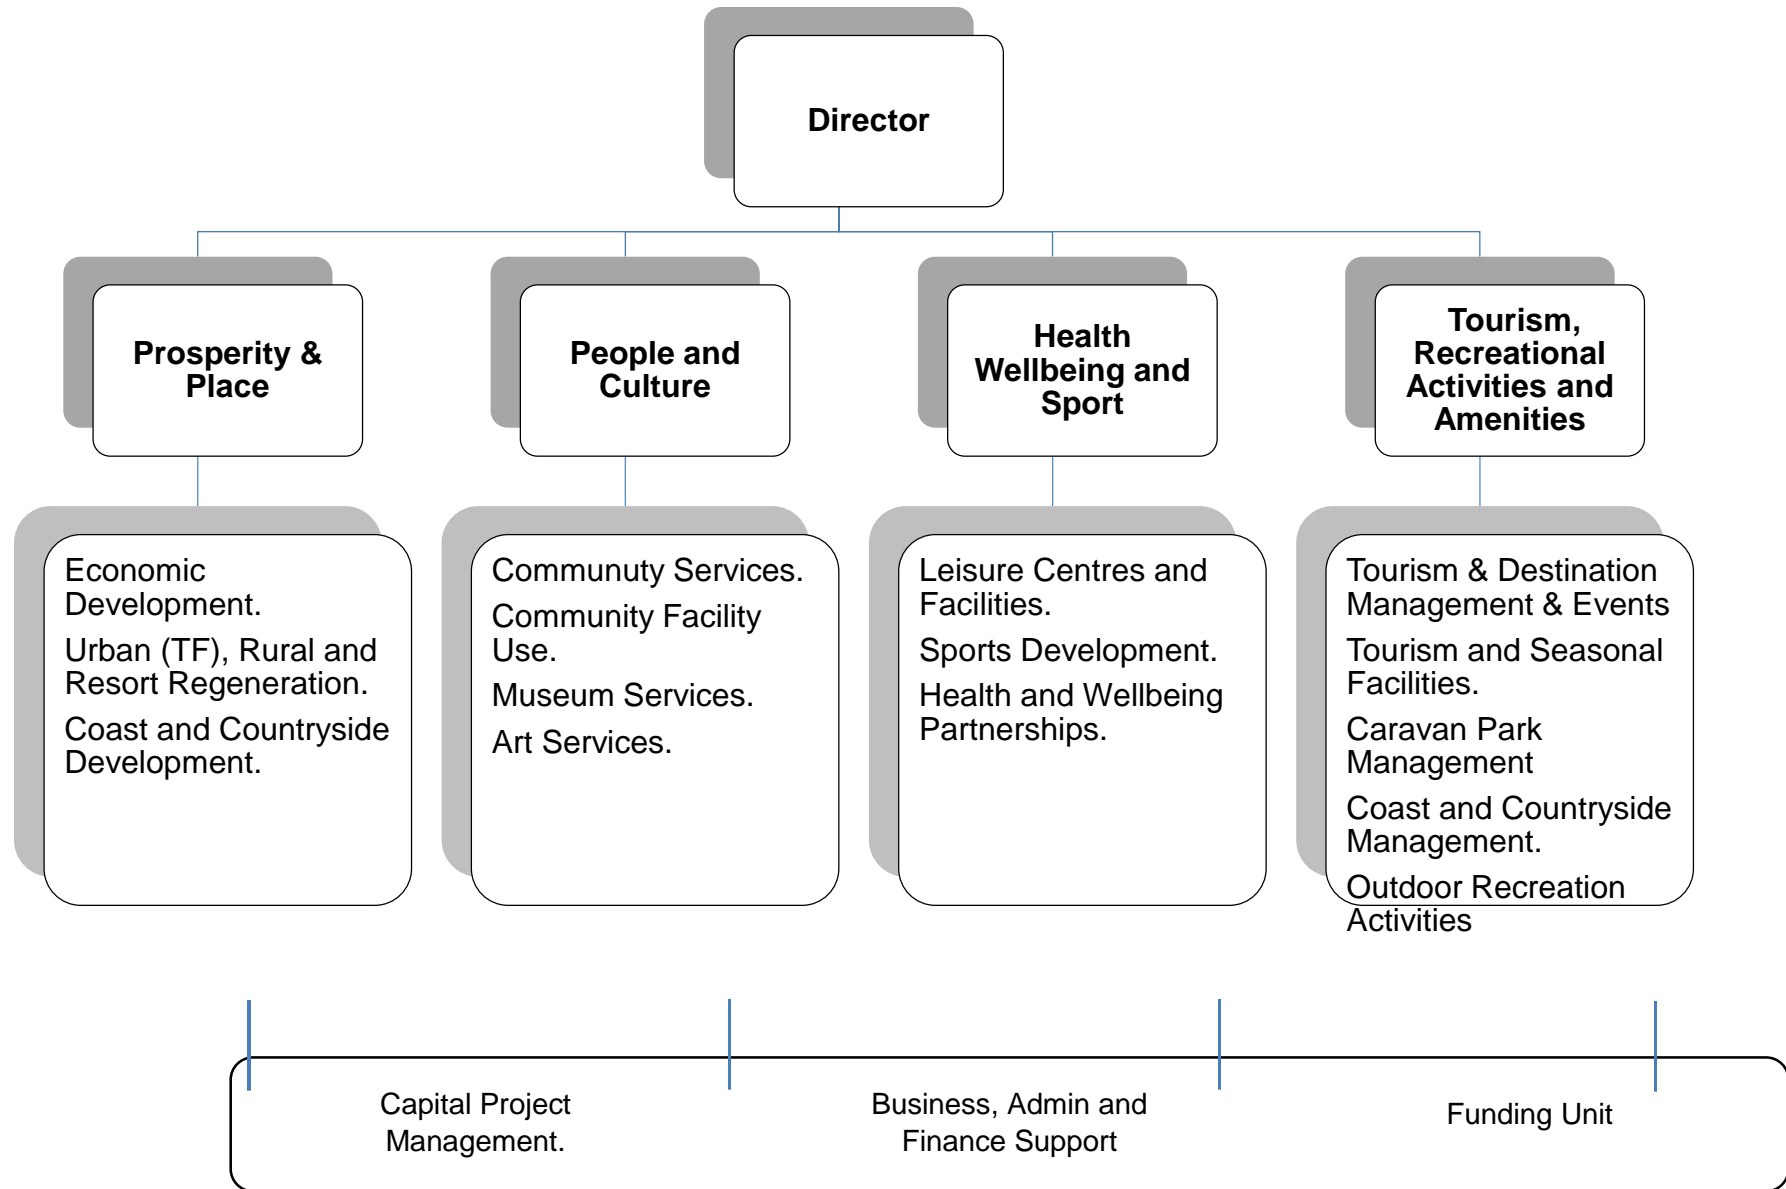 Director
Prosperity &
Place
People and
Culture
Health
Wellbeing and
Sport
Tourism,
Recreational
Activities and
Amenities
Economic
Development.
Urban (TF), Rural and
Resort Regeneration.
Coast and Countryside
Development.
Communuty Services.
Community Facility
Use.
Museum Services.
Art Services.
Leisure Centres and
Facilities.
Sports Development.
Health and Wellbeing
Partnerships.
Tourism & Destination
Management & Events
Tourism and Seasonal
Facilities.
Caravan Park
Management
Coast and Countryside
Management.
Outdoor Recreation
Activities
Capital Project
Management.
Business, Admin and
Finance Support
Funding Unit